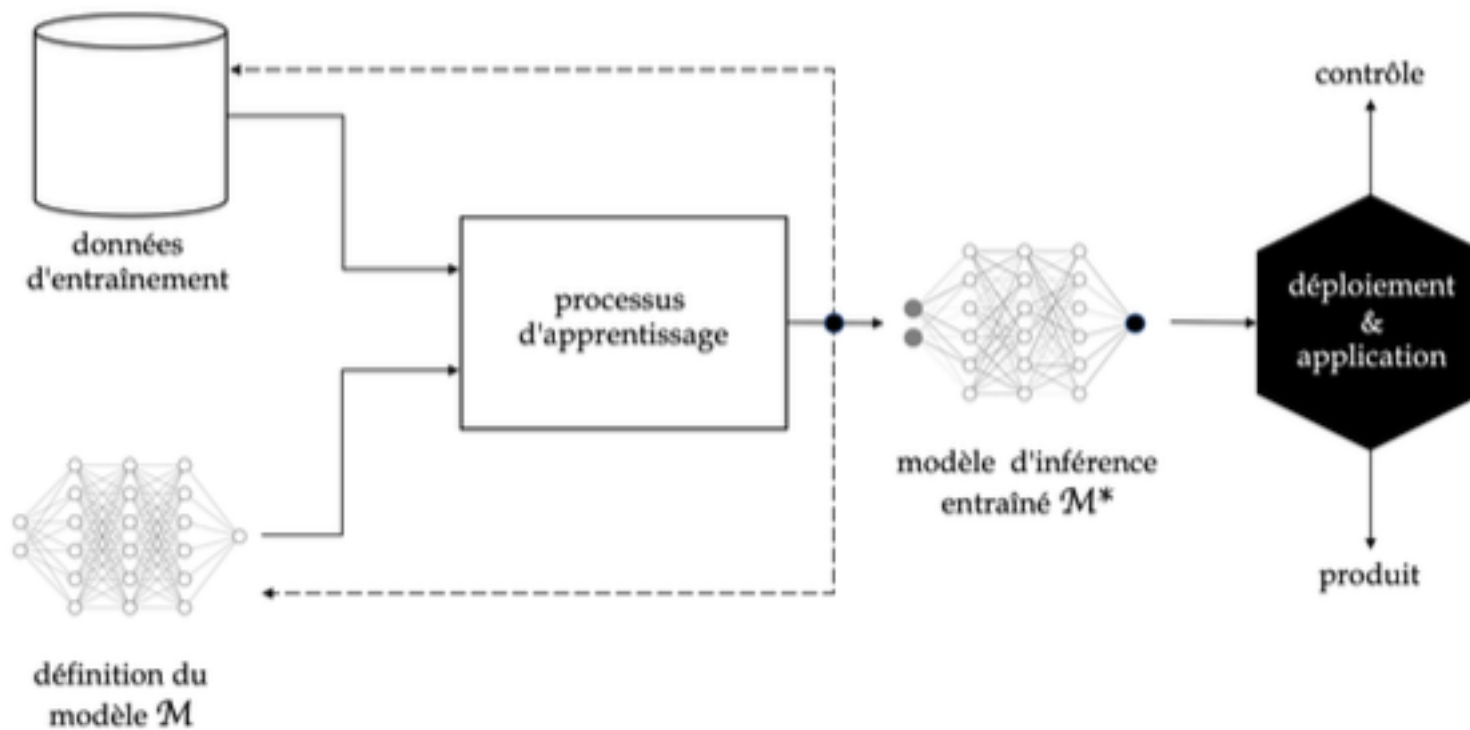 données
d'entraînement
définition du
modèle M
processus
d'apprentissage
modèle d'inférence
entraîné M*
contrôle
déploiement
&
application
produit